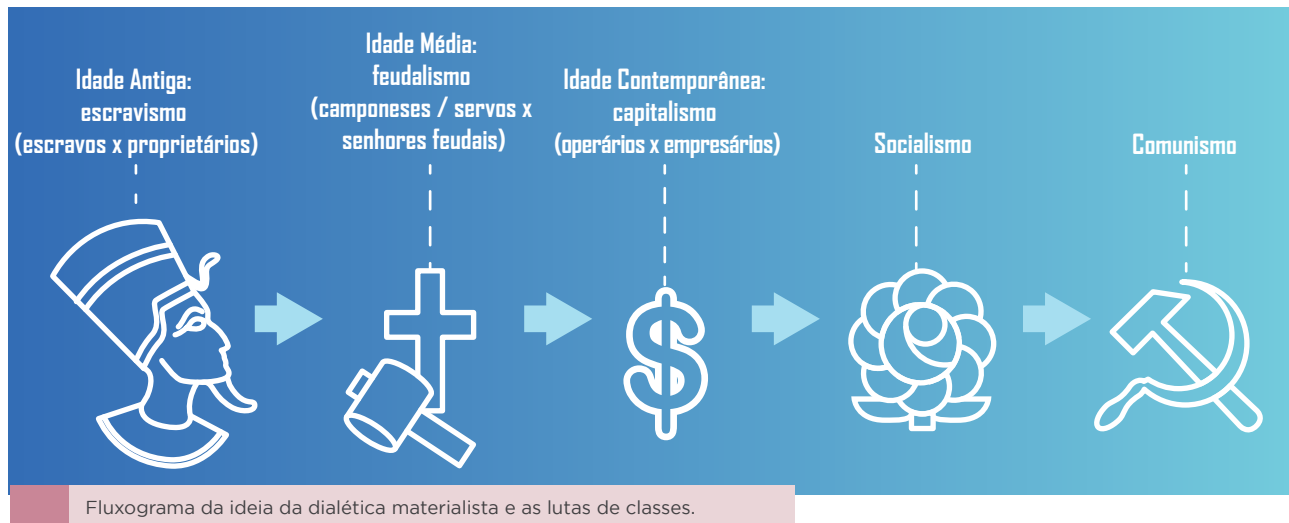 Idade Antiga:
escravismo
(escravos x proprietários)
Idade Média:
feudalismo
(camponeses / servos x
senhores feudais)
Idade Contemporânea:
capitalismo
(operários x empresários)
Socialismo
Comunismo
$
Fluxograma da ideia da dialética materialista e as lutas de classes.